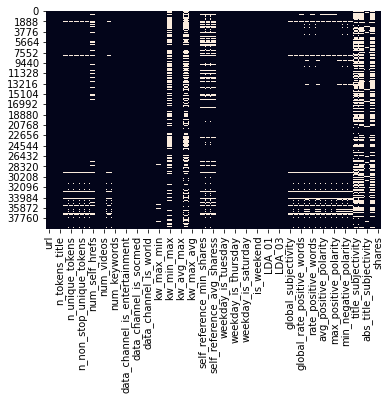 0
1888
3776
5664
7552
9440
11328
13216
15104
16992
18880
20768
22656
24544
26432
28320
30208
32096
33984
35872
37760
url
n_tokens_title
n_unique_tokens
n_non_stop_unique_tokens
num_self_hrefs
num_videos
num_keywords
data_channel_is_entertainment
data_channel_is_socmed
data_channel_is_world
kw_max_min
kw_min_max
kw_avg_max
kw_max_avg
self_reference_min_shares
self_reference_avg_sharess
weekday_is_tuesday
weekday_is_thursday
weekday_is_saturday
is_weekend
LDA_01
LDA_03
global_subjectivity
global_rate_positive_words
rate_positive_words
avg_positive_polarity
max_positive_polarity
min_negative_polarity
title_subjectivity
abs_title_subjectivity
shares